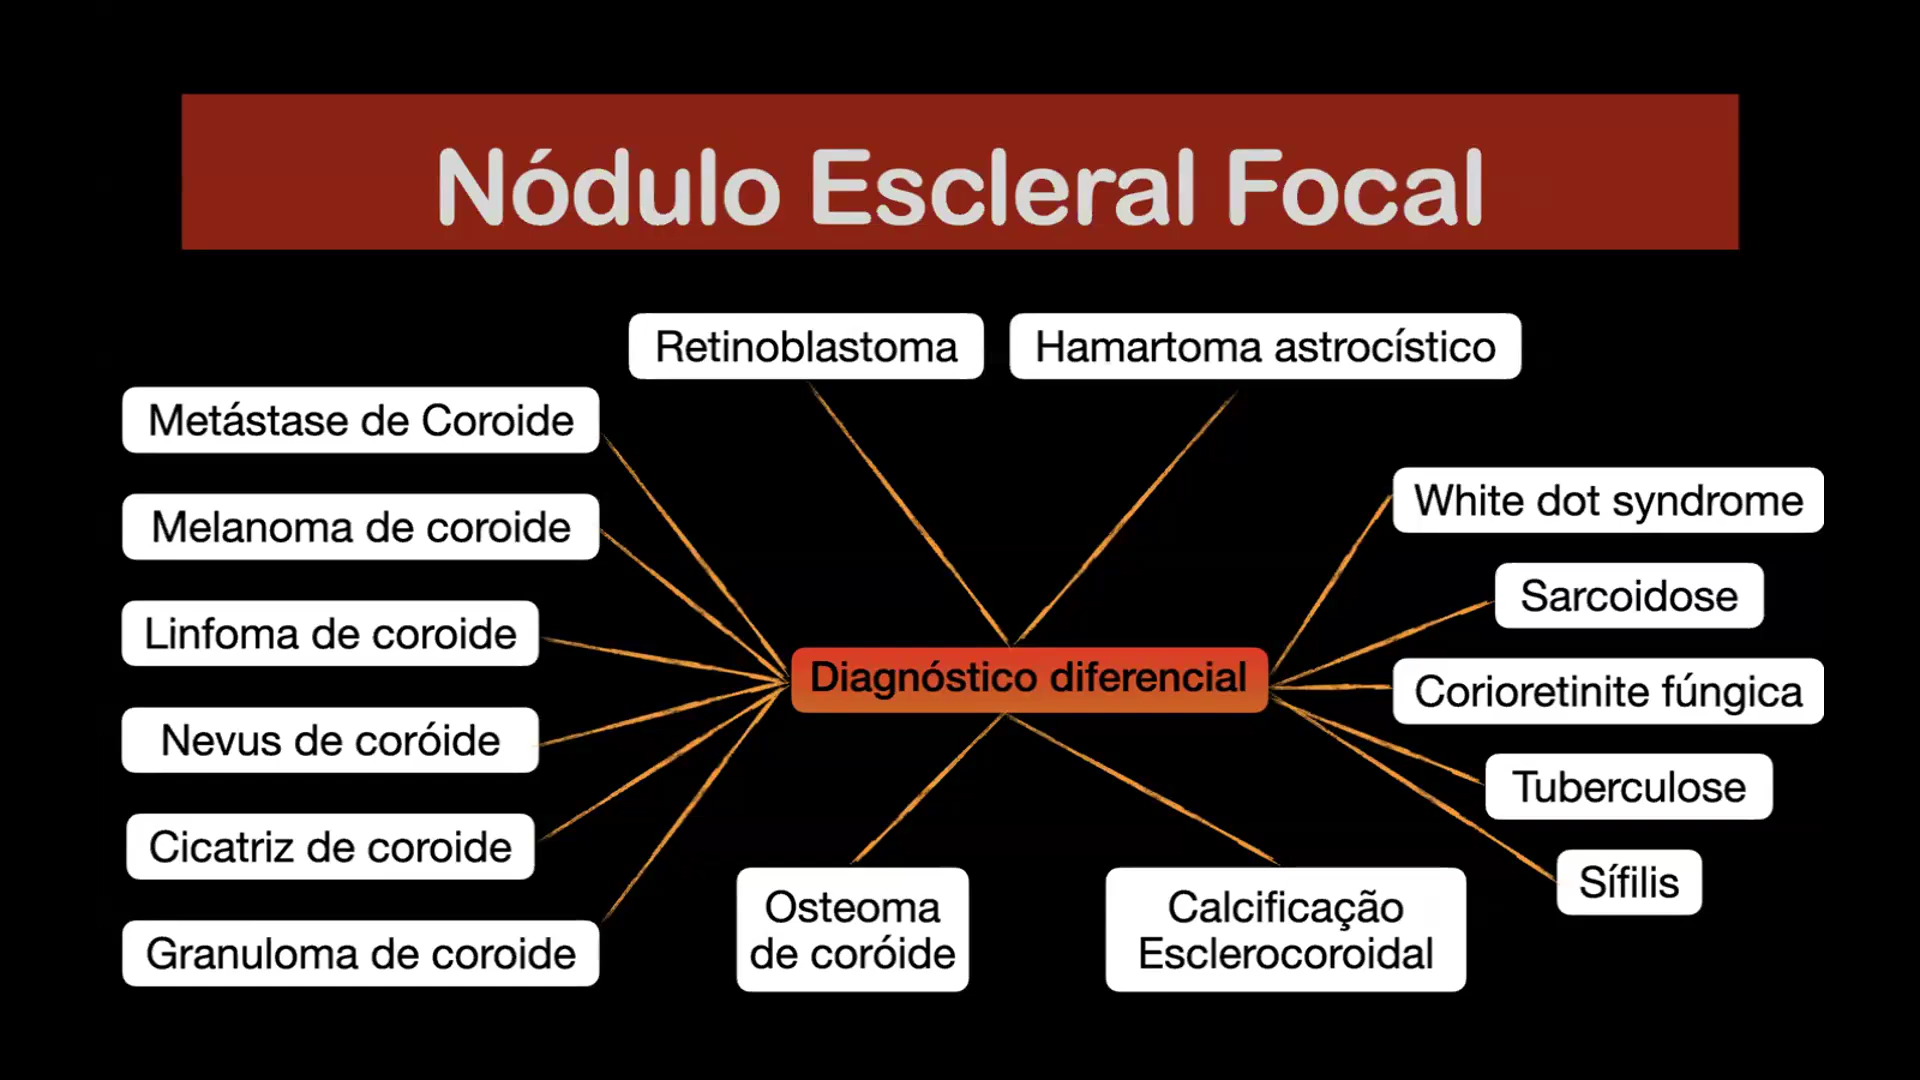 Nódulo Escleral Focal
Retinoblastoma
Hamartoma astrocístico
Metástase de Coroide
Melanoma de coroide
Linfoma de coroide
Nevus de coróide
Cicatriz de coroide
Granuloma de coroide
Diagnóstico diferencial
White dot syndrome
Sarcoidose
Corioretinite fúngica
Tuberculose
Sífilis
Osteoma
de coróide
Calcificação
Esclerocoroidal